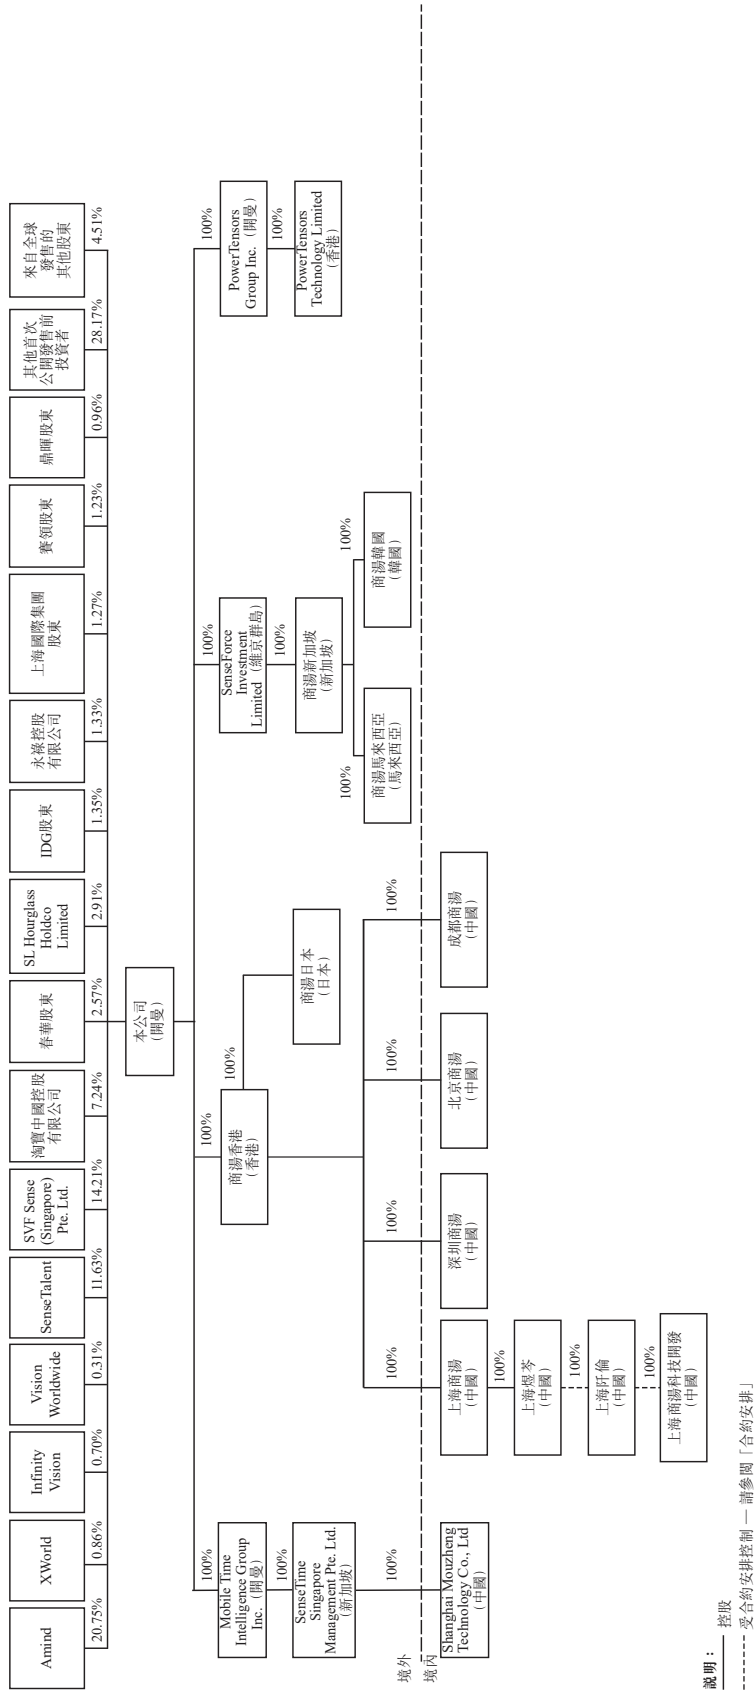 Amind
XWorld
Infinity
Vision
Vision
Worldwide
SenseTalent
SVF Sense
(Singapore)
Pte. Ltd.
淘寶中國控股
有限公司
春華股東
SL Hourglass
Holdco
Limited
IDG股東
永祿控股
有限公司
上海國際集團
股東
賽領股東
鼎暉股東
其他首次
公開發售前
投資者
來自全球
發售的
其他股東
20.75%
0.86%
0.70%
0.31%
11.63%
14.21%
7.24%
2.57%
2.91%
1.35%
1.33%
1.27%
1.23%
0.96%
28.17%
4.51%
本公司
(開曼)
100%
100%
100%
100%
Mobile Time
Intelligence Group
Inc. (開曼)
商湯香港
(香港)
SenseForce
Investment
Limited (維京群島)
PowerTensors
Group Inc. (開曼)
100%
100%
100%
100%
SenseTime
Singapore
Management Pte. Ltd.
(新加坡)
商湯日本
(日本)
商湯新加坡
(新加坡)
PowerTensors
Technology Limited
(香港)
100%
100%
商湯馬來西亞
(馬來西亞)
商湯韓國
(韓國)
100%
100%
100%
100%
100%
境外
境內
Shanghai Mouzheng
Technology Co., Ltd
(中國)
上海商湯
(中國)
深圳商湯
(中國)
北京商湯
(中國)
成都商湯
(中國)
100%
上海煜芩
(中國)
100%
上海阡倫
(中國)
100%
上海商湯科技開發
(中國)
說明：
控股
受合約安排控制 — 請參閱「合約安排」